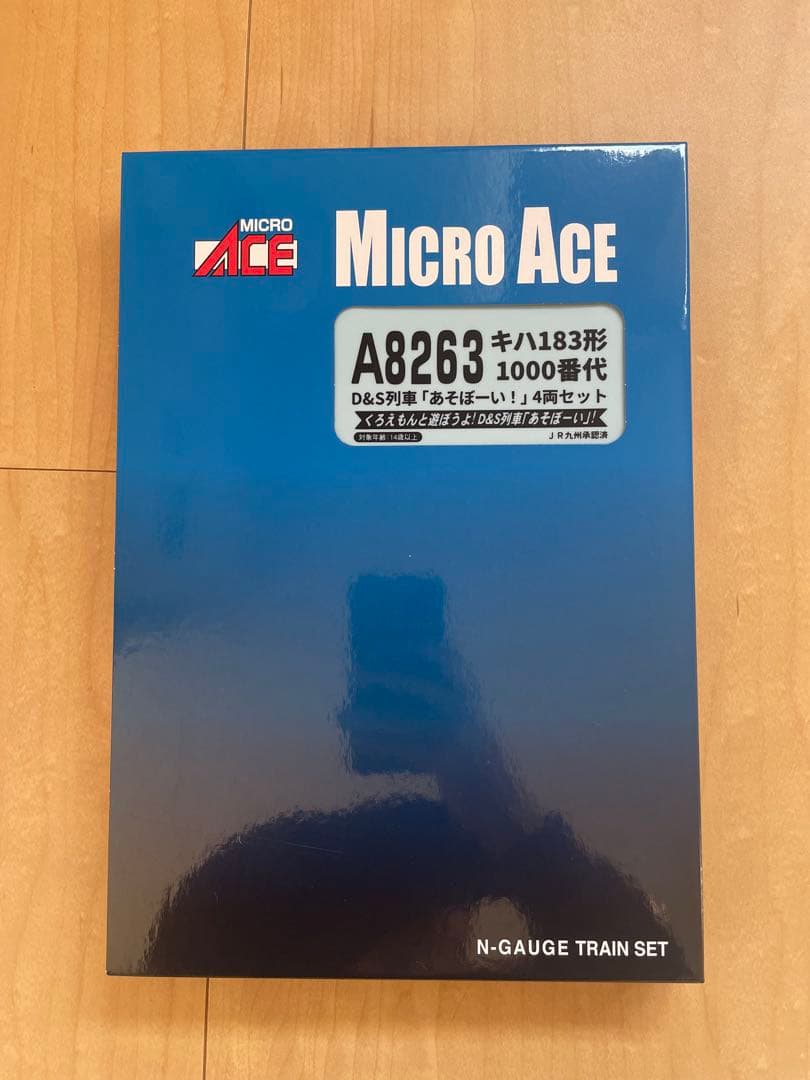 MICRO
ACE
MICRO ACE
A8263 キハ183形
1000番代
D&S列車「あそぼーい！」4両セット
くろえもんと遊ぼうよ！D&S列車「あそぼーい」！
対象年齢：14歳以上
JR九州承認済
N-GAUGE TRAIN SET